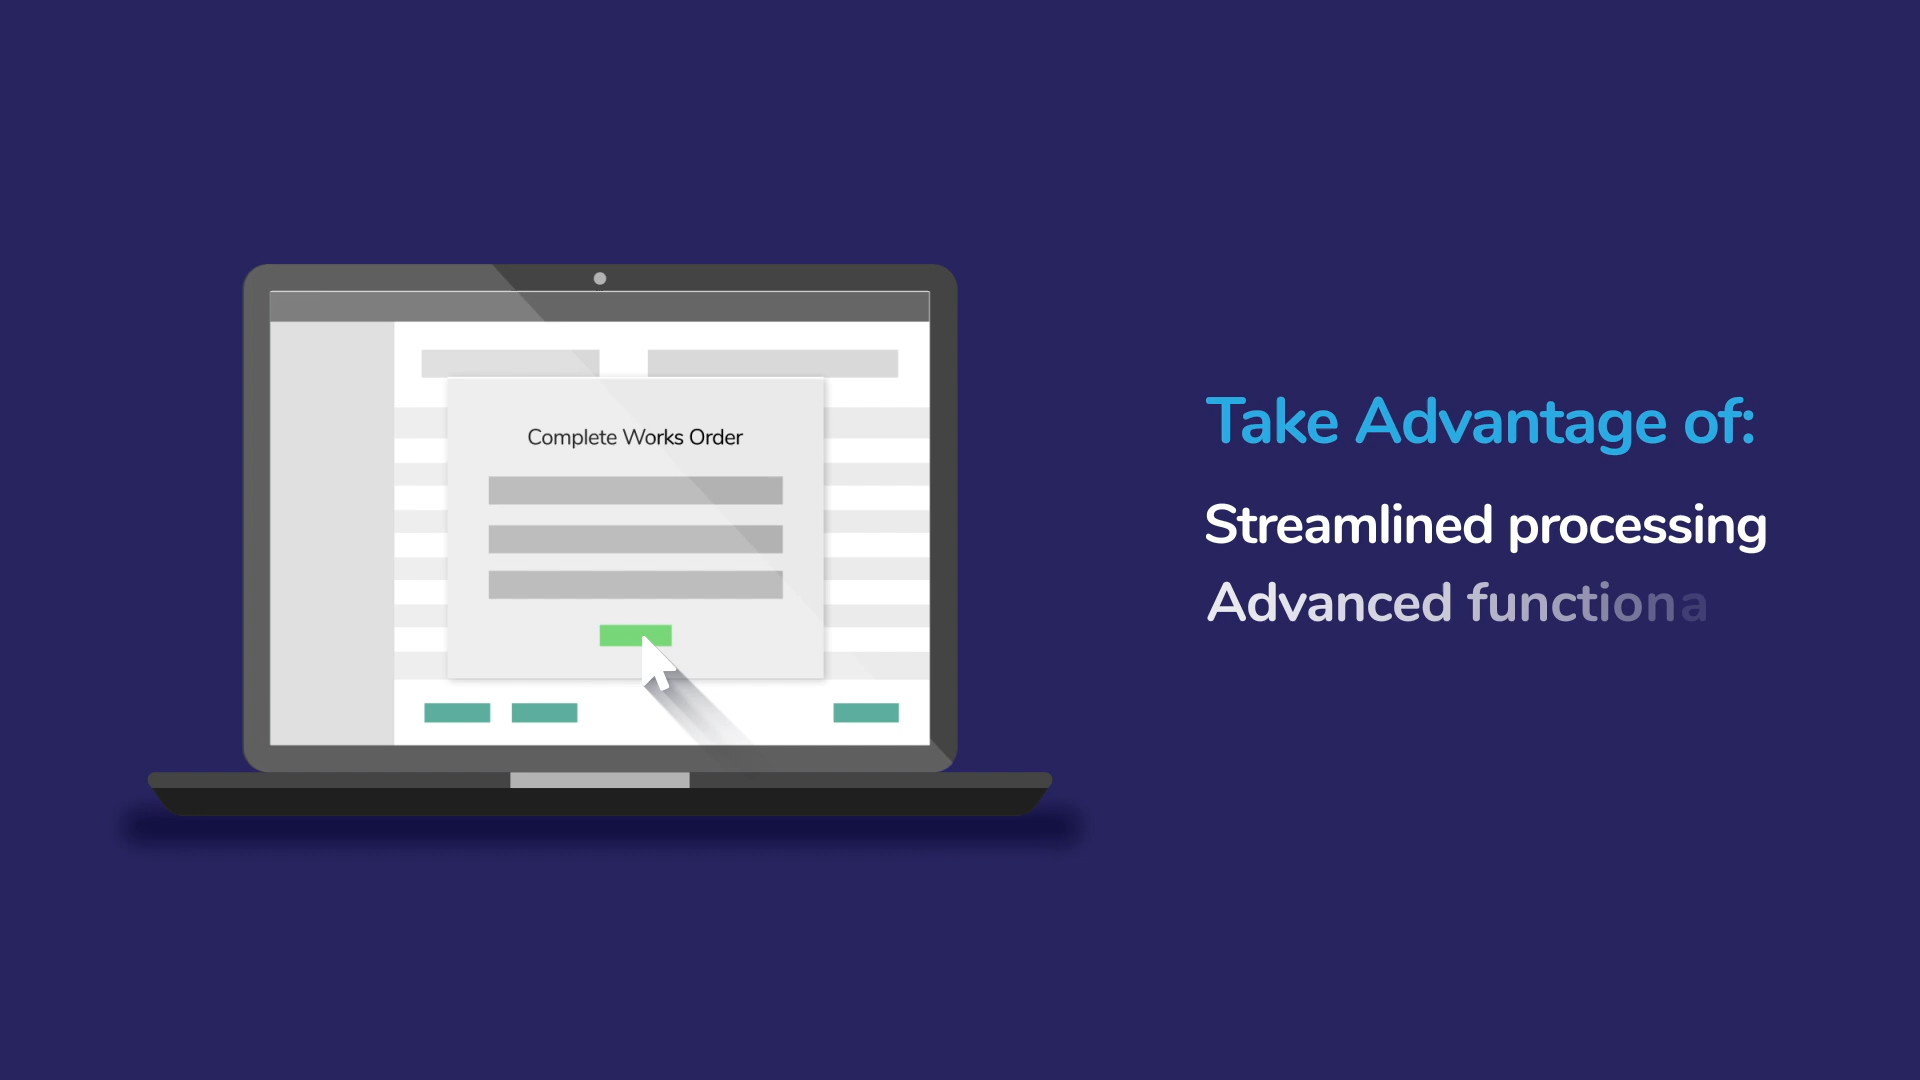 Complete Works Order
Take Advantage of:
Streamlined processing
Advanced functiona